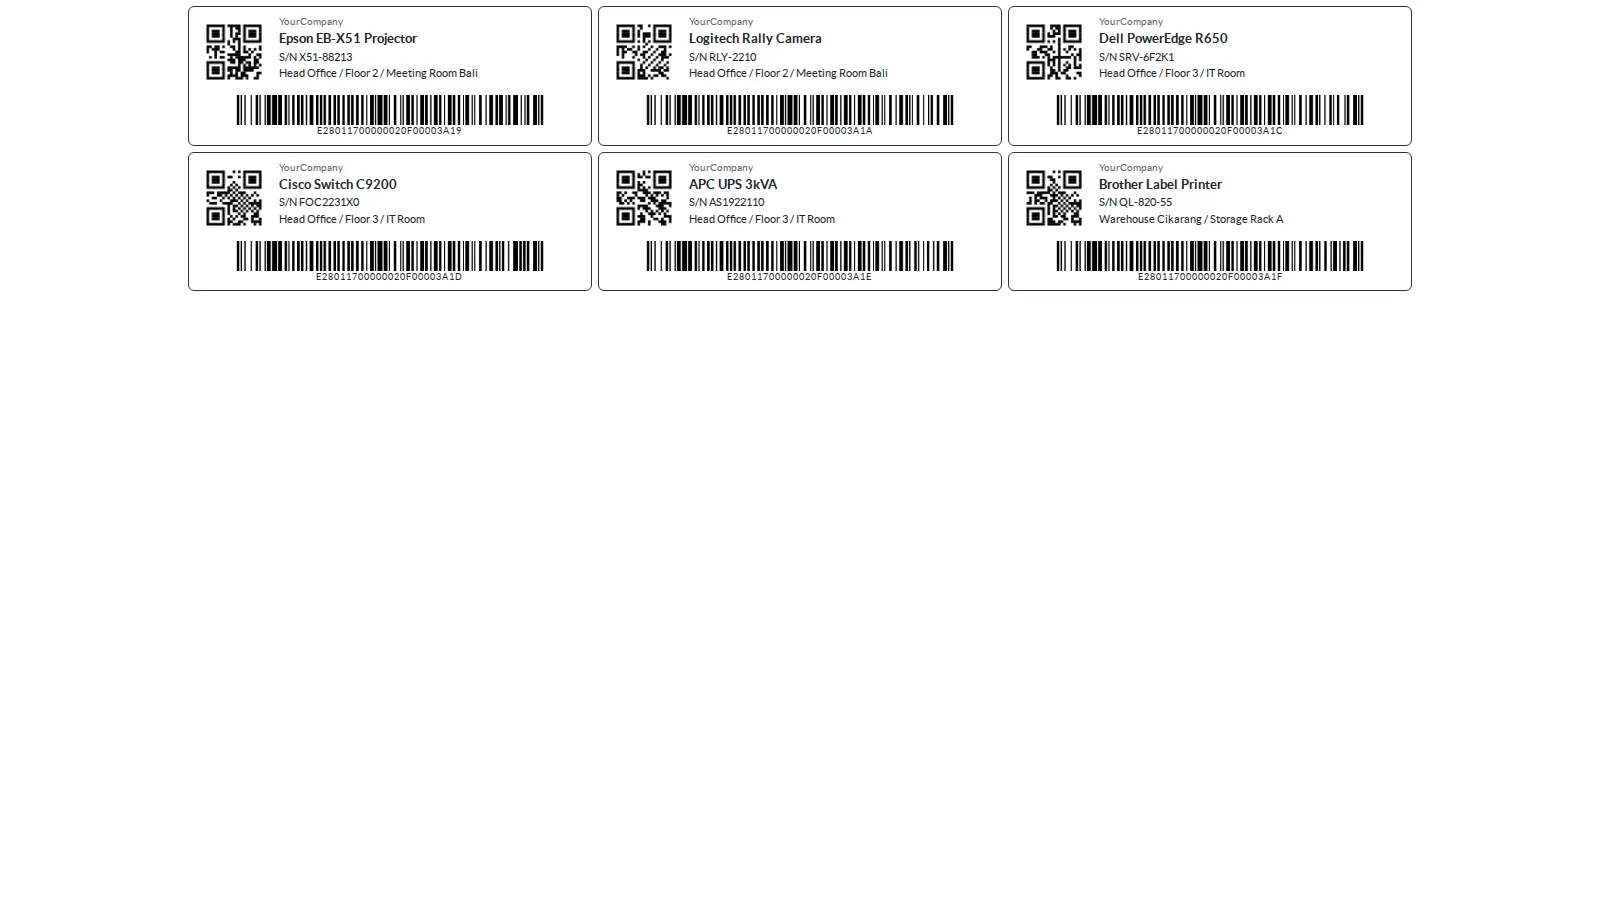 YourCompany
Epson EB-X51 Projector
S/N X51-88213
Head Office / Floor 2 / Meeting Room Bali
E28011700000020F00003A19
YourCompany
Logitech Rally Camera
S/N RLY-2210
Head Office / Floor 2 / Meeting Room Bali
E28011700000020F00003A1A
YourCompany
Dell PowerEdge R650
S/N SRV-6F2K1
Head Office / Floor 3 / IT Room
E28011700000020F00003A1C
YourCompany
Cisco Switch C9200
S/N FOC2231X0
Head Office / Floor 3 / IT Room
E28011700000020F00003A1D
YourCompany
APC UPS 3kVA
S/N AS1922110
Head Office / Floor 3 / IT Room
E28011700000020F00003A1E
YourCompany
Brother Label Printer
S/N QL-820-55
Warehouse Cikarang / Storage Rack A
E28011700000020F00003A1F